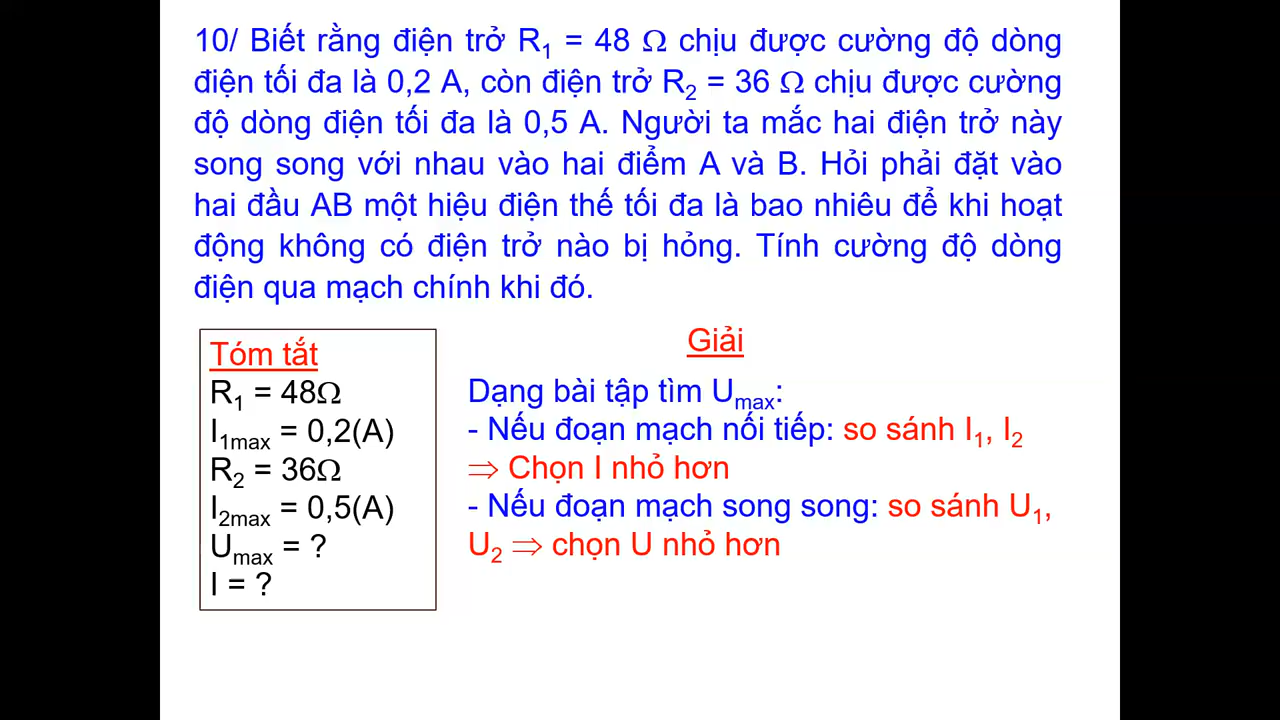 10/ Biết rằng điện trở R₁ = 48 Ω chịu được cường độ dòng
điện tối đa là 0,2 A, còn điện trở R₂ = 36 Ω chịu được cường
độ dòng điện tối đa là 0,5 A. Người ta mắc hai điện trở này
song song với nhau vào hai điểm A và B. Hỏi phải đặt vào
hai đầu AB một hiệu điện thế tối đa là bao nhiêu để khi hoạt
động không có điện trở nào bị hỏng. Tính cường độ dòng
điện qua mạch chính khi đó.
Tóm tắt
R₁ = 48Ω
I₁max = 0,2(A)
R₂ = 36Ω
I₂max = 0,5(A)
Umax = ?
I = ?
Giải
Dạng bài tập tìm Umax:
- Nếu đoạn mạch nối tiếp: so sánh I₁, I₂
⇒ Chọn I nhỏ hơn
- Nếu đoạn mạch song song: so sánh U₁,
U₂ ⇒ chọn U nhỏ hơn